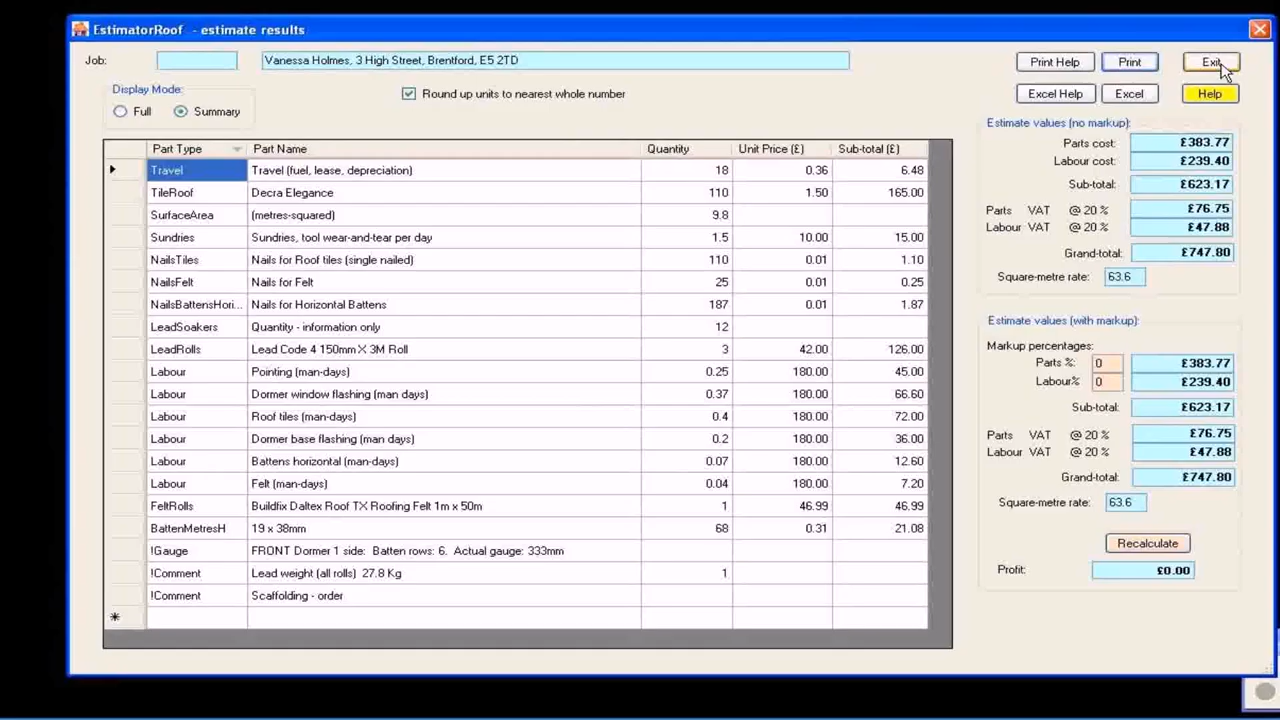 EstimatorRoof - estimate results
Job: Vanessa Holmes, 3 High Street, Brentford, E5 2TD Print Help Print Exit
Display Mode: Round up units to nearest whole number Excel Help Excel Help
Full Summary
Part Type Part Name Quantity Unit Price (£) Sub-total (£)
Travel Travel (fuel, lease, depreciation) 18 0.36 6.48
TileRoof Decra Elegance 110 1.50 165.00
SurfaceArea (metres-squared) 9.8
Sundries Sundries, tool wear-and-tear per day 1.5 10.00 15.00
NailsTiles Nails for Roof tiles (single nailed) 110 0.01 1.10
NailsFelt Nails for Felt 25 0.01 0.25
NailsBattensHori... Nails for Horizontal Battens 187 0.01 1.87
LeadSoakers Quantity - information only 12
LeadRolls Lead Code 4 150mm X 3M Roll 3 42.00 126.00
Labour Pointing (man-days) 0.25 180.00 45.00
Labour Dormer window flashing (man days) 0.37 180.00 66.60
Labour Roof tiles (man-days) 0.4 180.00 72.00
Labour Dormer base flashing (man days) 0.2 180.00 36.00
Labour Battens horizontal (man-days) 0.07 180.00 12.60
Labour Felt (man-days) 0.04 180.00 7.20
FeltRolls Buildfix Daltex Roof TX Roofing Felt 1m x 50m 1 46.99 46.99
BattenMetresH 19 x 38mm 68 0.31 21.08
!Gauge FRONT Dormer 1 side: Batten rows: 6. Actual gauge: 333mm
!Comment Lead weight (all rolls) 27.8 Kg 1
!Comment Scaffolding - order
Estimate values (no markup):
Parts cost: £383.77
Labour cost: £239.40
Sub-total: £623.17
Parts VAT @ 20 % £76.75
Labour VAT @ 20 % £47.88
Grand-total: £747.80
Square-metre rate: 63.6
Estimate values (with markup):
Markup percentages:
Parts %: 0 £383.77
Labour% 0 £239.40
Sub-total: £623.17
Parts VAT @ 20 % £76.75
Labour VAT @ 20 % £47.88
Grand-total: £747.80
Square-metre rate: 63.6
Recalculate
Profit: £0.00